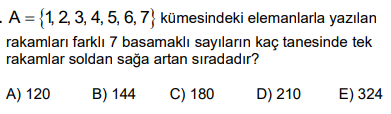 . A = {1, 2, 3, 4, 5, 6, 7} kümesindeki elemanlarla yazılan
rakamları farklı 7 basamaklı sayıların kaç tanesinde tek
rakamlar soldan sağa artan sıradadır?
A) 120 B) 144 C) 180 D) 210 E) 324